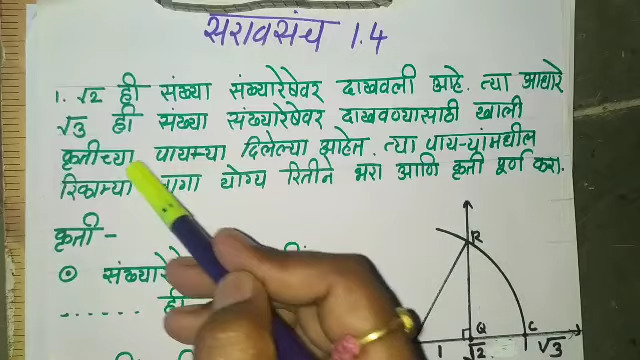 सरावसंच 1.4
1. √2 ही संख्या संख्यारेषेवर दाखवली आहे. त्या आधारे
√3 ही संख्या संख्यारेषेवर दाखवण्यासाठी खाली
कृतीच्या पायऱ्या दिलेल्या आहेत. त्या पायऱ्यांमधील
रिकाम्या जागा योग्य रितीने भरा आणि कृती पूर्ण करा.
कृती -
R
Q C
1 √2 √3
...... ही